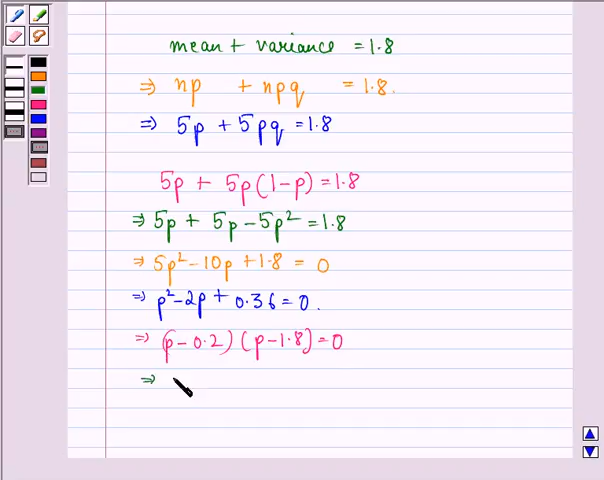 mean + variance = 1.8
⇒ np + npq = 1.8.
⇒ 5p + 5pq = 1.8
5p + 5p(1-p) = 1.8
⇒ 5p + 5p - 5p² = 1.8
⇒ 5p² - 10p + 1.8 = 0
⇒ p² - 2p + 0.36 = 0.
⇒ (p - 0.2) (p - 1.8) = 0
⇒